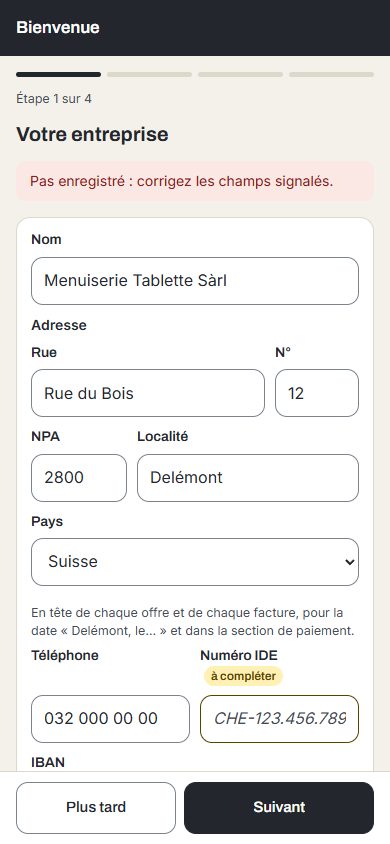 Bienvenue
Étape 1 sur 4
Votre entreprise
Pas enregistré : corrigez les champs signalés.
Nom
Menuiserie Tablette Sàrl
Adresse
Rue
N°
Rue du Bois
12
NPA
Localité
2800
Delémont
Pays
Suisse
En tête de chaque offre et de chaque facture, pour la
date « Delémont, le… » et dans la section de paiement.
Téléphone
Numéro IDE
à compléter
032 000 00 00
CHE-123.456.789
IBAN
Plus tard
Suivant